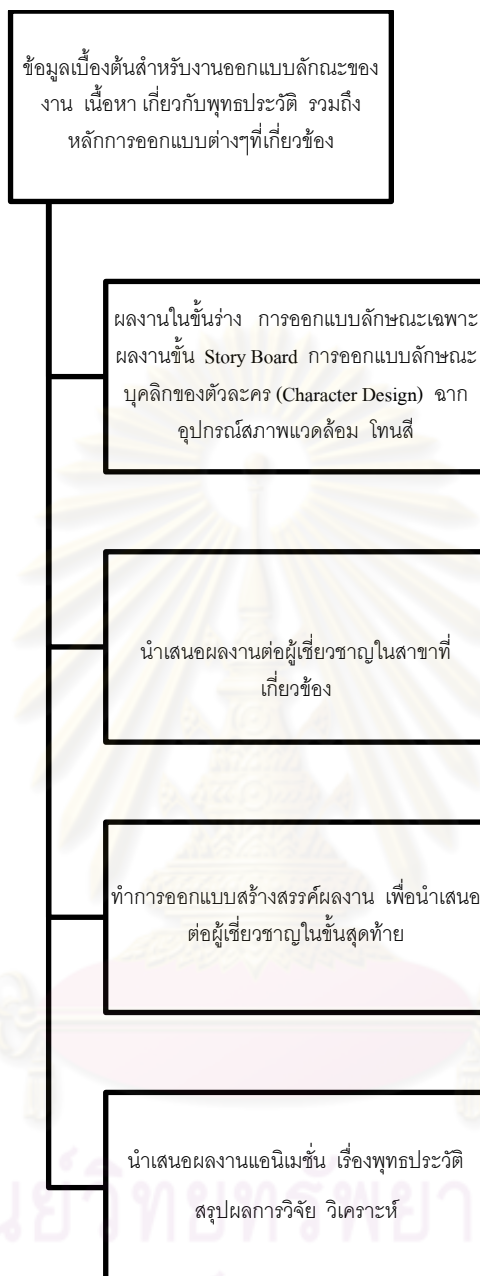 ข้อมูลเบื้องต้นสำหรับงานออกแบบลักณะของ
งาน เนื้อหา เกี่ยวกับพุทธประวัติ รวมถึง
หลักการออกแบบต่างๆที่เกี่ยวข้อง
ผลงานในขั้นร่าง การออกแบบลักษณะเฉพาะ
ผลงานขั้น Story Board การออกแบบลักษณะ
บุคลิกของตัวละคร (Character Design) ฉาก
อุปกรณ์สภาพแวดล้อม โทนสี
นำเสนอผลงานต่อผู้เชี่ยวชาญในสาขาที่
เกี่ยวข้อง
ทำการออกแบบสร้างสรรค์ผลงาน เพื่อนำเสนอ
ต่อผู้เชี่ยวชาญในขั้นสุดท้าย
นำเสนอผลงานแอนิเมชั่น เรื่องพุทธประวัติ
สรุปผลการวิจัย วิเคราะห์